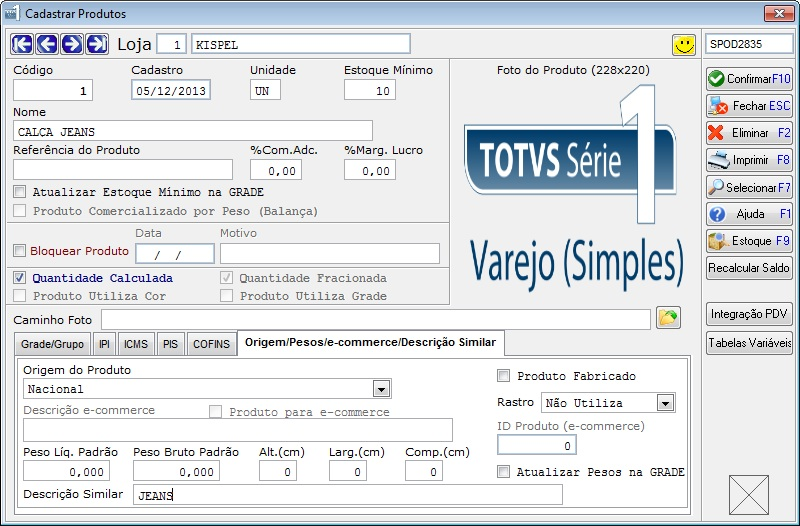 Cadastrar Produtos
Loja 1 KISPEL SPOD2835
Código Cadastro Unidade Estoque Mínimo Foto do Produto (228x220)
1 05/12/2013 UN 10
Nome
CALÇA JEANS
Referência do Produto %Com.Adc. %Marg. Lucro
0,00 0,00
Atualizar Estoque Mínimo na GRADE
Produto Comercializado por Peso (Balança)
Data Motivo
Bloquear Produto / /
Quantidade Calculada Quantidade Fracionada
Produto Utiliza Cor Produto Utiliza Grade
TOTVS Série 1
Varejo (Simples)
Caminho Foto
Grade/Grupo IPI ICMS PIS COFINS Origem/Pesos/e-commerce/Descrição Similar
Origem do Produto Produto Fabricado
Nacional Rastro Não Utiliza
Descrição e-commerce Produto para e-commerce ID Produto (e-commerce)
0
Peso Líq. Padrão Peso Bruto Padrão Alt.(cm) Larg.(cm) Comp.(cm)
0,000 0,000 0 0 0 Atualizar Pesos na GRADE
Descrição Similar JEANS
Confirmar F10
Fechar ESC
Eliminar F2
Imprimir F8
Selecionar F7
Ajuda F1
Estoque F9
Recalcular Saldo
Integração PDV
Tabelas Variáveis